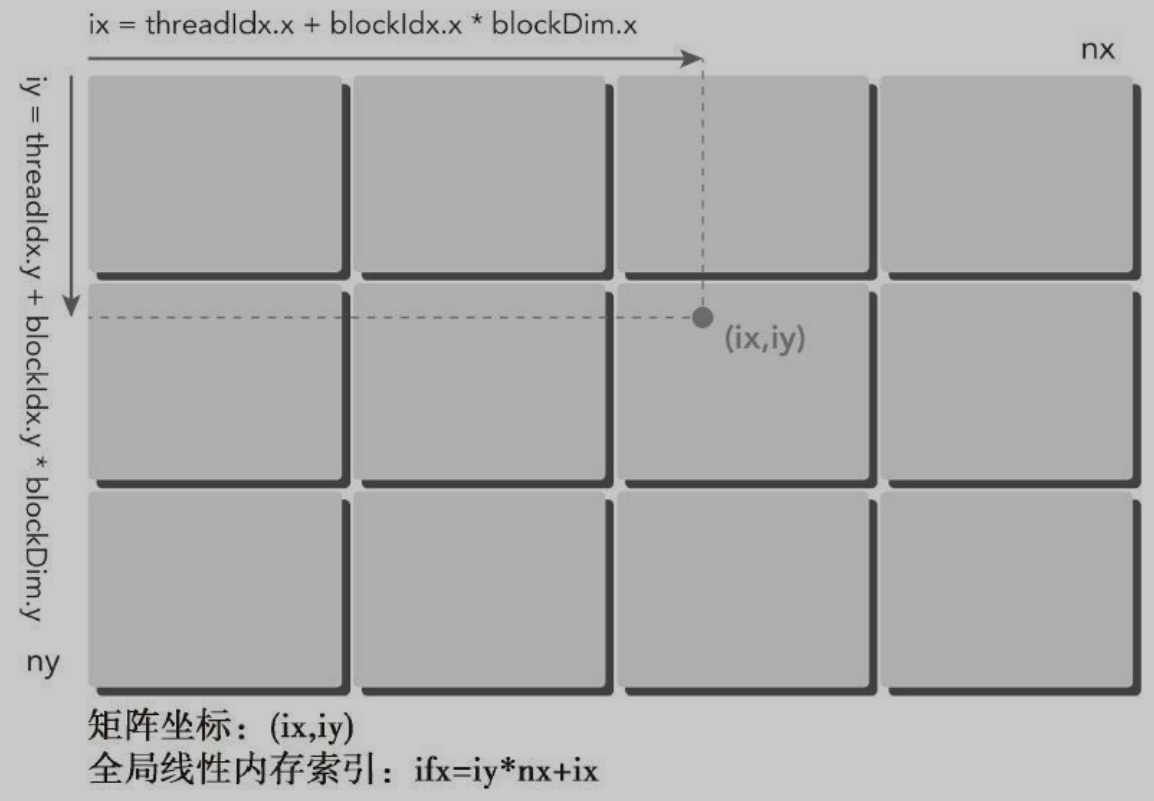 ix = threadIdx.x + blockIdx.x * blockDim.x
nx
iy = threadIdx.y + blockIdx.y * blockDim.y
(ix,iy)
ny
矩阵坐标：(ix,iy)
全局线性内存索引：ifx=iy*nx+ix